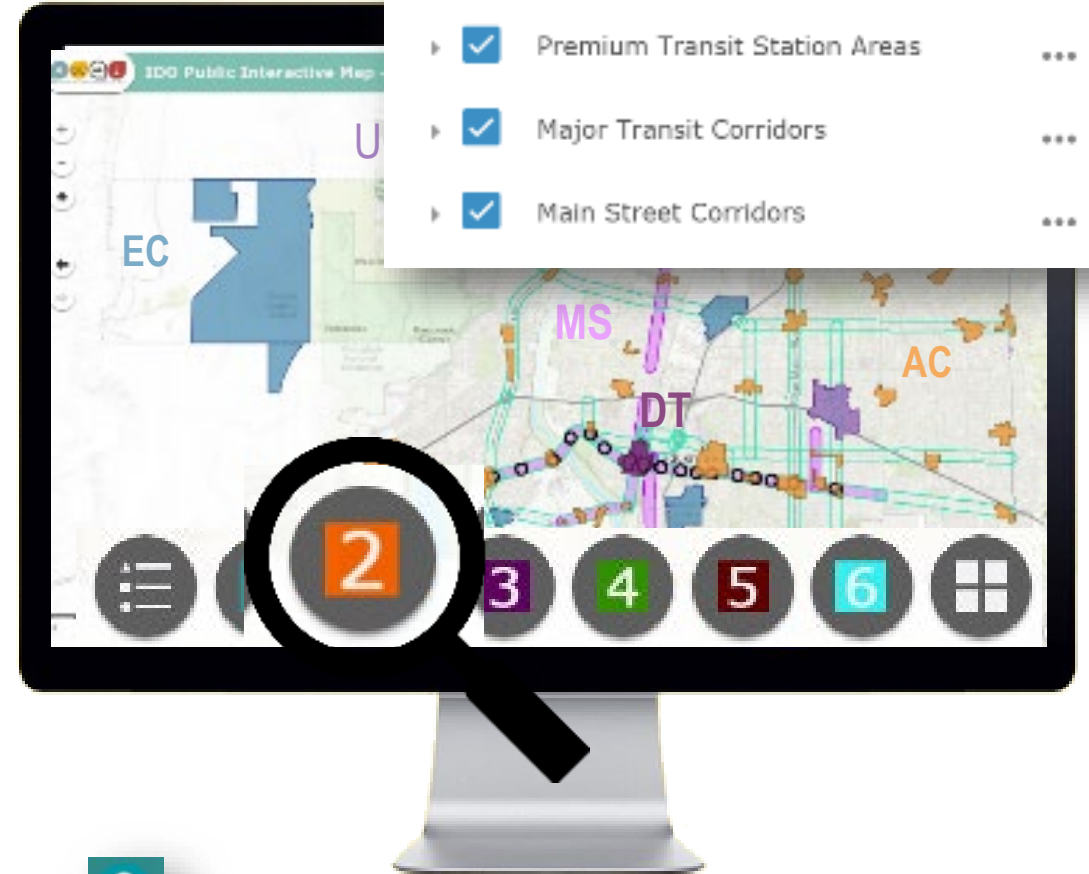 Premium Transit Station Areas
Major Transit Corridors
Main Street Corridors
IDO Public Interactive Map -
U
EC
MS
AC
DT
2
3
4
5
6